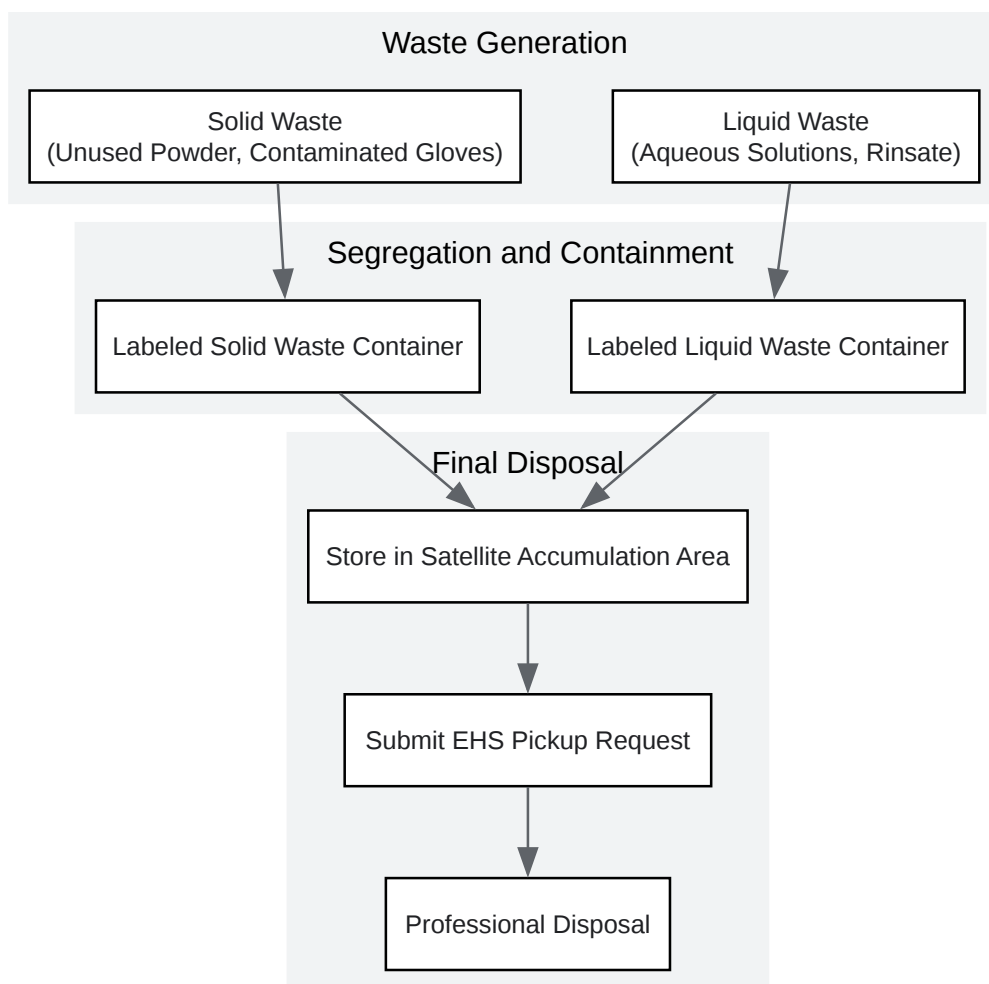 Waste Generation
Solid Waste
(Unused Powder, Contaminated Gloves)
Liquid Waste
(Aqueous Solutions, Rinsate)
Segregation and Containment
Labeled Solid Waste Container
Labeled Liquid Waste Container
Final Disposal
Store in Satellite Accumulation Area
Submit EHS Pickup Request
Professional Disposal